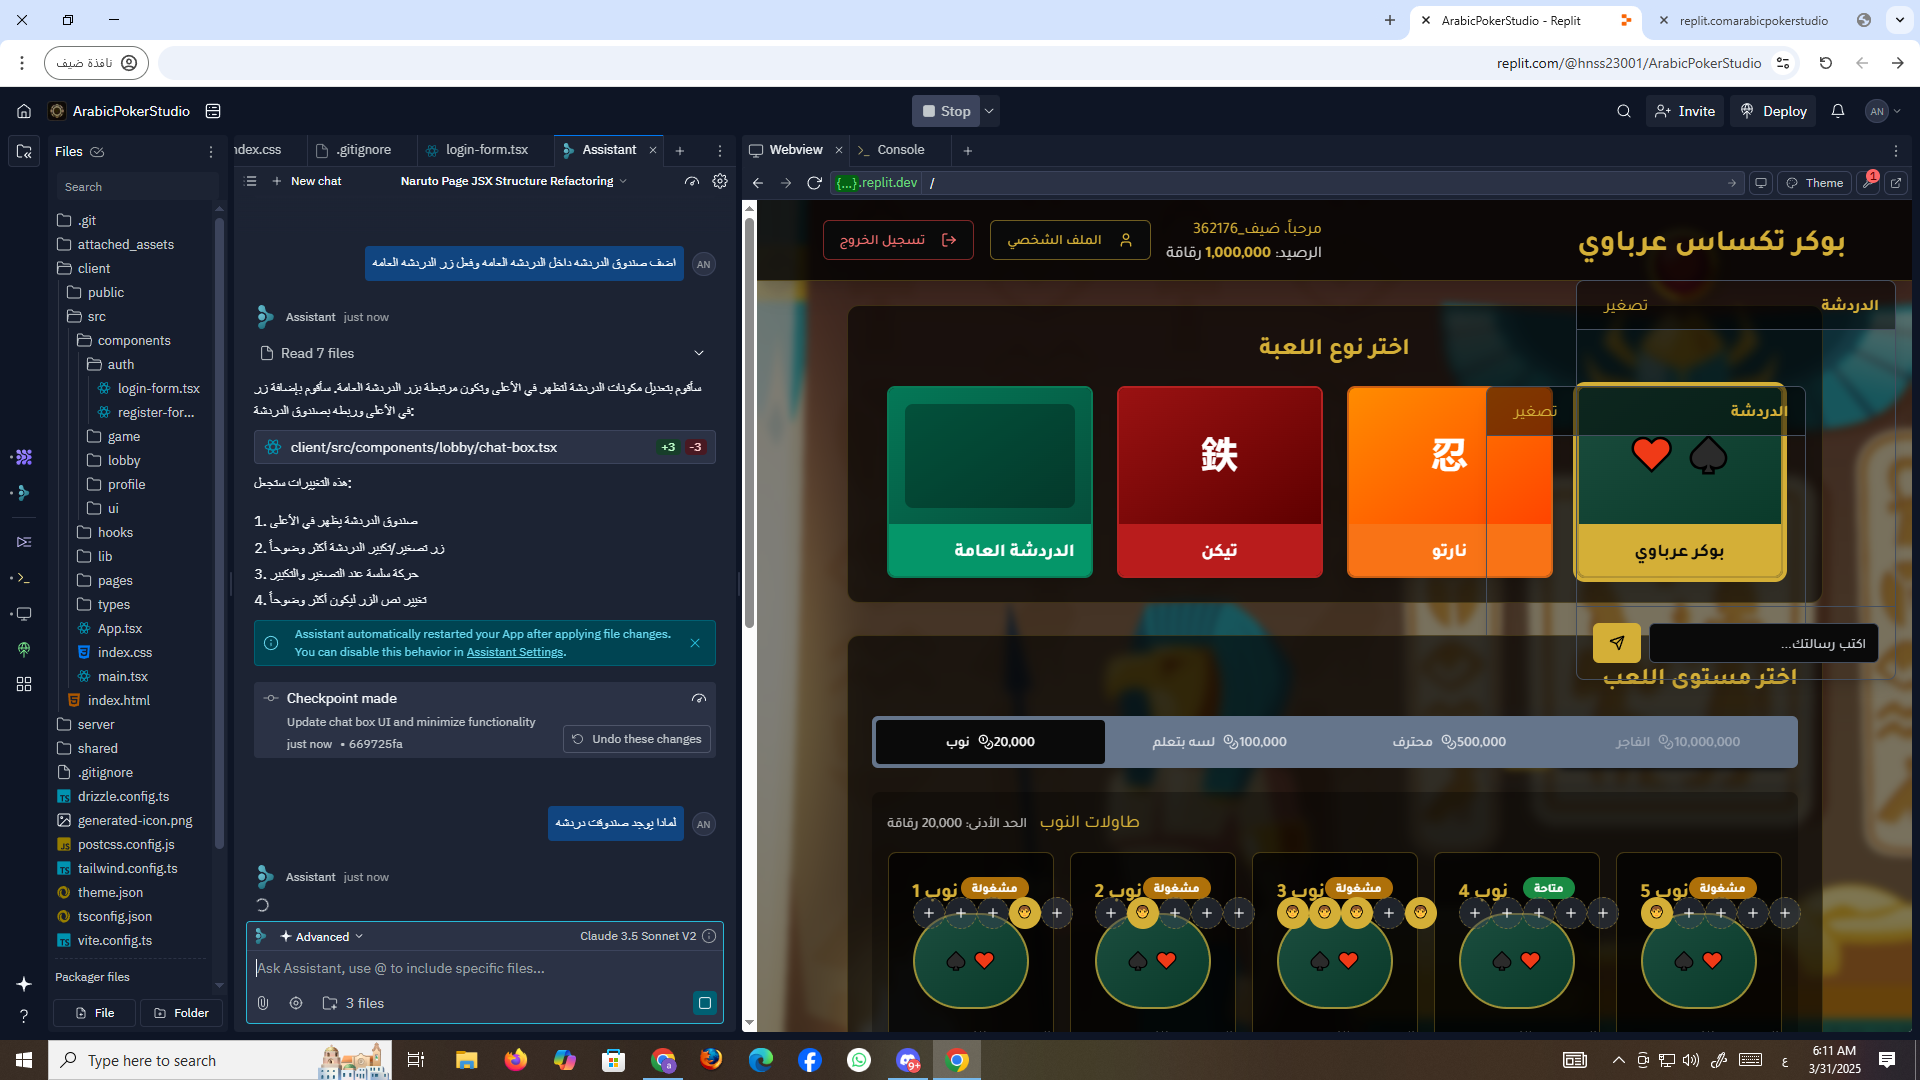 ArabicPokerStudio - Replit
replit.comarabicpokerstudio
نافذة ضيف
replit.com/@hnss23001/ArabicPokerStudio
ArabicPokerStudio
Stop
Invite
Deploy
AN
Files
Search
.git
attached_assets
client
public
src
components
auth
login-form.tsx
register-for...
game
lobby
profile
ui
hooks
lib
pages
types
App.tsx
index.css
main.tsx
index.html
server
shared
.gitignore
drizzle.config.ts
generated-icon.png
postcss.config.js
tailwind.config.ts
theme.json
tsconfig.json
vite.config.ts
Packager files
File
Folder
ndex.css
.gitignore
login-form.tsx
Assistant
New chat
Naruto Page JSX Structure Refactoring
اضف صندوق الدردشه داخل الدردشه العامه وفعل زر الدردشه العامه
AN
Assistant just now
Read 7 files
سأقوم بتعديل مكونات الدردشة لتظهر في الأعلى وتكون مرتبطة بزر الدردشة العامة. سأقوم بإضافة زر
في الأعلى وربطه بصندوق الدردشة:
client/src/components/lobby/chat-box.tsx +3 -3
هذه التغييرات ستجعل:
1. صندوق الدردشة يظهر في الأعلى
2. زر تصغير/تكبير الدردشة أكثر وضوحاً
3. حركة سلسة عند التصغير والتكبير
4. تغيير نص الزر ليكون أكثر وضوحاً
Assistant automatically restarted your App after applying file changes.
You can disable this behavior in Assistant Settings.
Checkpoint made
Update chat box UI and minimize functionality
just now • 669725fa
Undo these changes
لماذا يوجد صندوقت دردشه
AN
Assistant just now
Advanced
Claude 3.5 Sonnet V2
Ask Assistant, use @ to include specific files...
3 files
Webview
Console
{...}.replit.dev /
Theme
1
بوكر تكساس عرباوي
مرحباً، ضيف_362176
الرصيد: 1,000,000 رقاقة
الملف الشخصي
تسجيل الخروج
الدردشة
تصغير
اختر نوع اللعبة
الدردشة
تصغير
鉄
忍
بوكر عرباوي
نارتو
تيكن
الدردشة العامة
اكتب رسالتك...
اختر مستوى اللعب
20,000 نوب
100,000 لسه بتعلم
500,000 محترف
10,000,000 الفاجر
طاولات النوب
الحد الأدنى: 20,000 رقاقة
نوب 1 مشغولة
نوب 2 مشغولة
نوب 3 مشغولة
نوب 4 متاحة
نوب 5 مشغولة
Type here to search
9+
ع
6:11 AM
3/31/2025